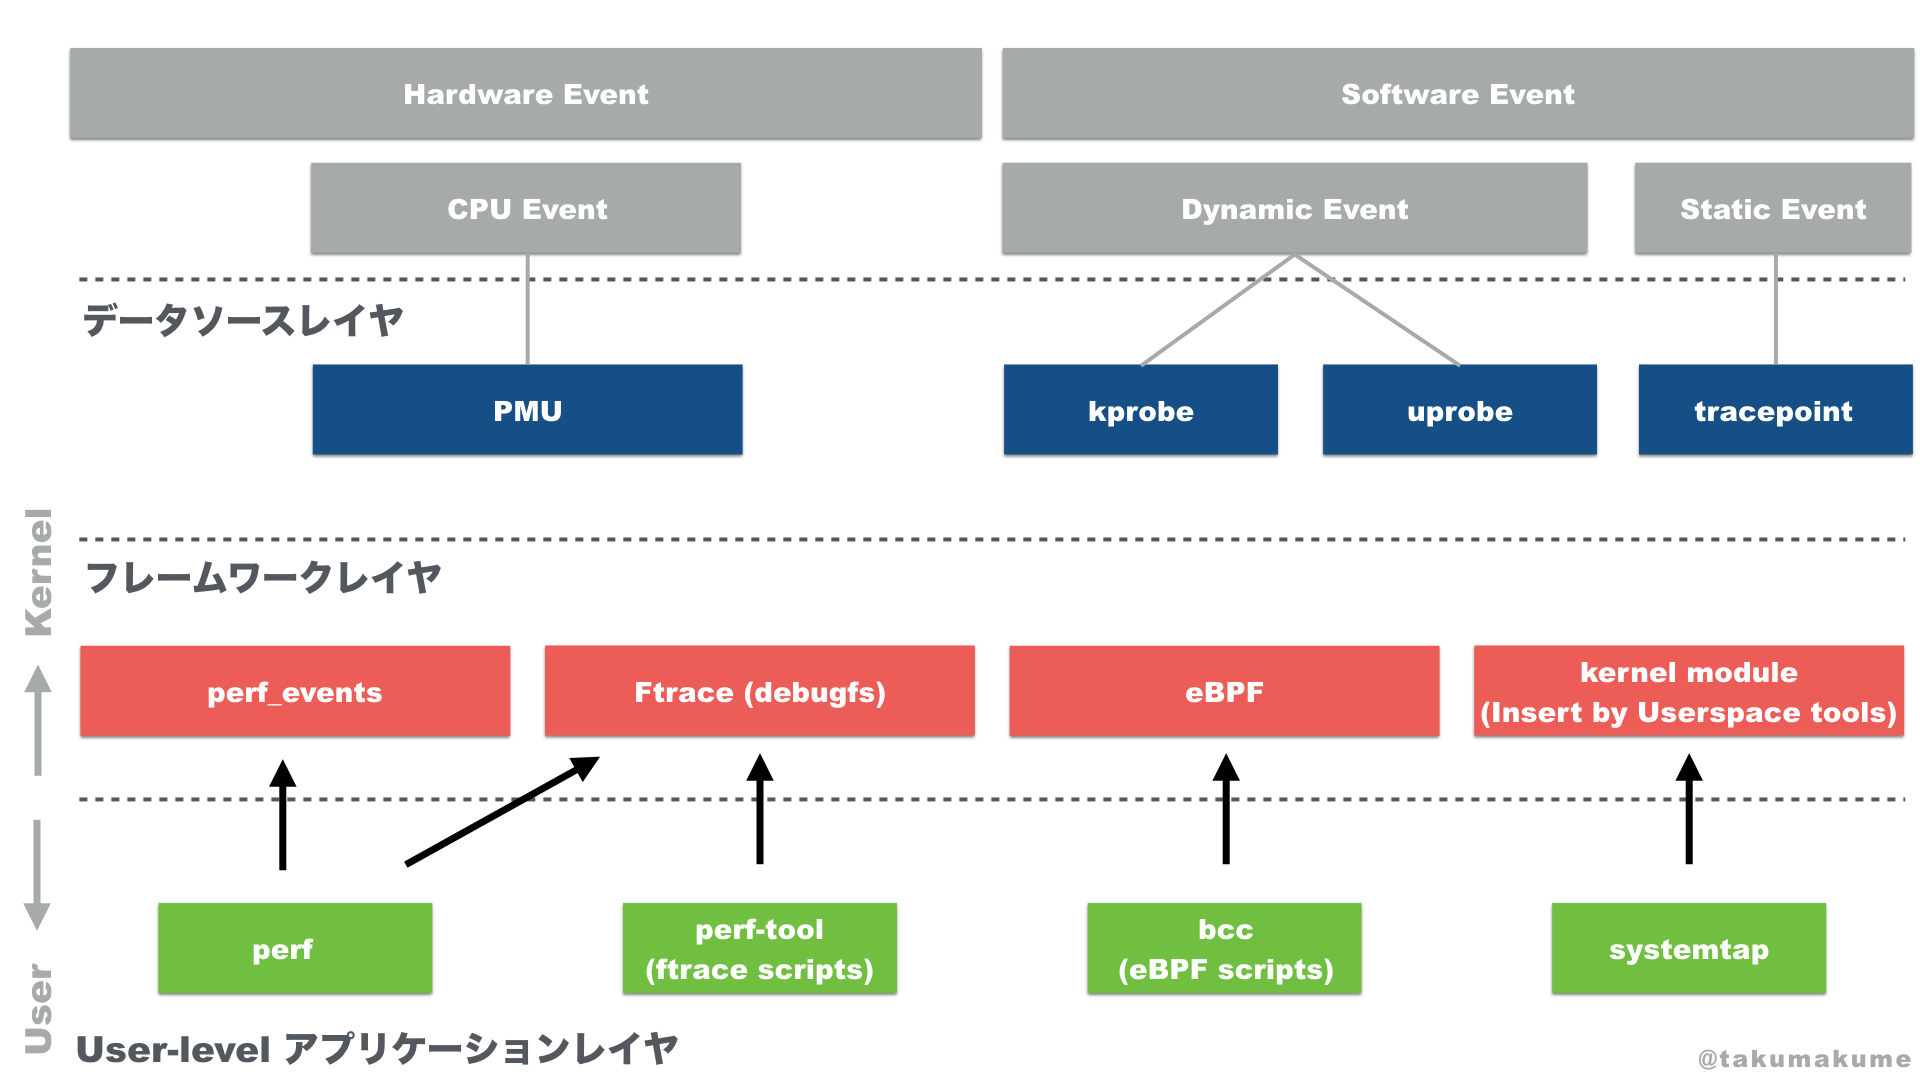 Hardware Event
Software Event
CPU Event
Dynamic Event
Static Event
データソースレイヤ
PMU
kprobe
uprobe
tracepoint
Kernel
フレームワークレイヤ
perf_events
Ftrace (debugfs)
eBPF
kernel module
(Insert by Userspace tools)
perf
perf-tool
(ftrace scripts)
bcc
(eBPF scripts)
systemtap
User
User-level アプリケーションレイヤ
@takumakume